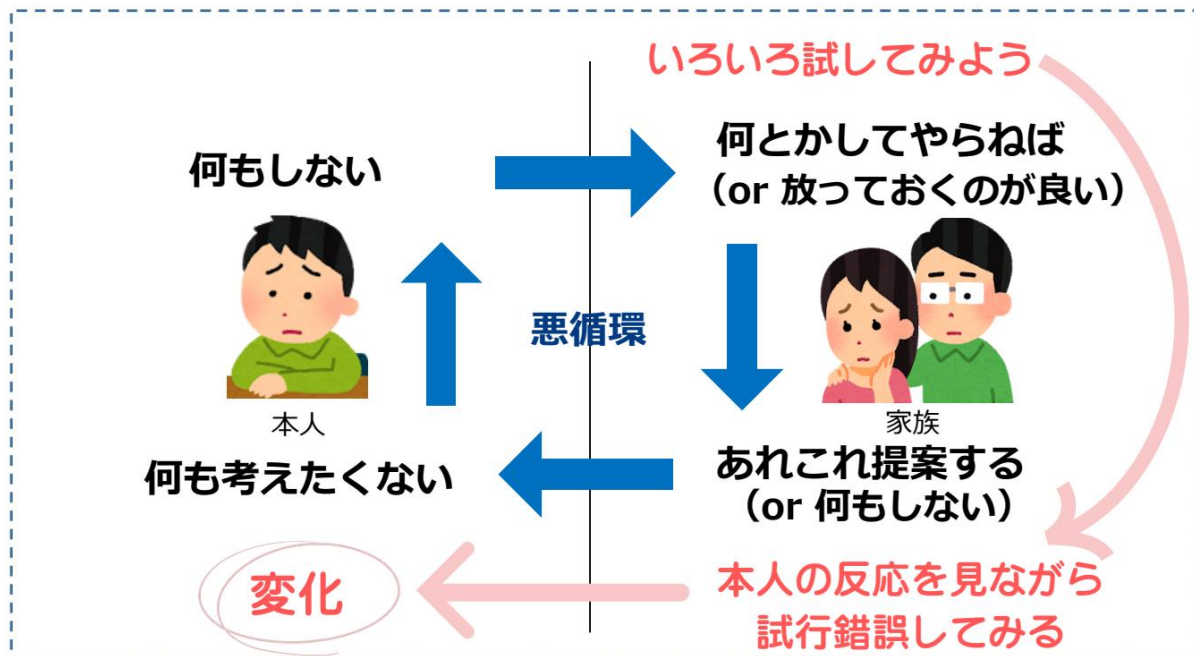 いろいろ試してみよう
何もしない
何とかしてやらねば
（or 放っておくのが良い）
悪循環
本人
家族
何も考えたくない
あれこれ提案する
（or 何もしない）
変化
本人の反応を見ながら
試行錯誤してみる